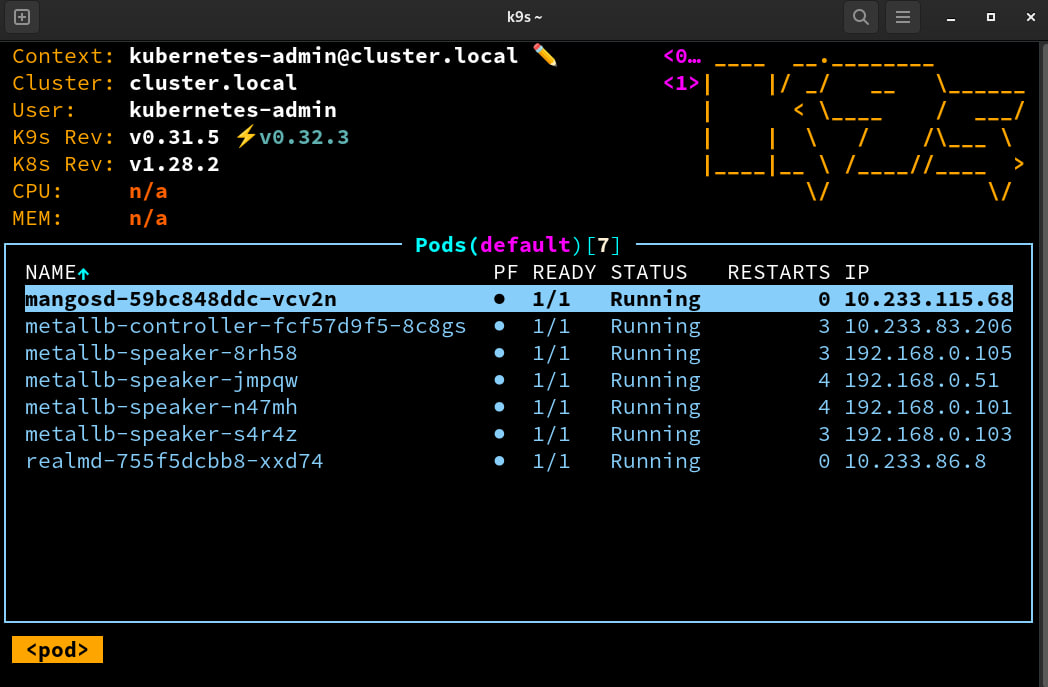 k9s ~
Context: kubernetes-admin@cluster.local ✏️ <0…
Cluster: cluster.local <1>
User: kubernetes-admin
K9s Rev: v0.31.5 ⚡v0.32.3
K8s Rev: v1.28.2
CPU: n/a
MEM: n/a
Pods(default)[7]
NAME↑ PF READY STATUS RESTARTS IP
mangosd-59bc848ddc-vcv2n ● 1/1 Running 0 10.233.115.68
metallb-controller-fcf57d9f5-8c8gs ● 1/1 Running 3 10.233.83.206
metallb-speaker-8rh58 ● 1/1 Running 3 192.168.0.105
metallb-speaker-jmpqw ● 1/1 Running 4 192.168.0.51
metallb-speaker-n47mh ● 1/1 Running 4 192.168.0.101
metallb-speaker-s4r4z ● 1/1 Running 3 192.168.0.103
realmd-755f5dcbb8-xxd74 ● 1/1 Running 0 10.233.86.8
<pod>